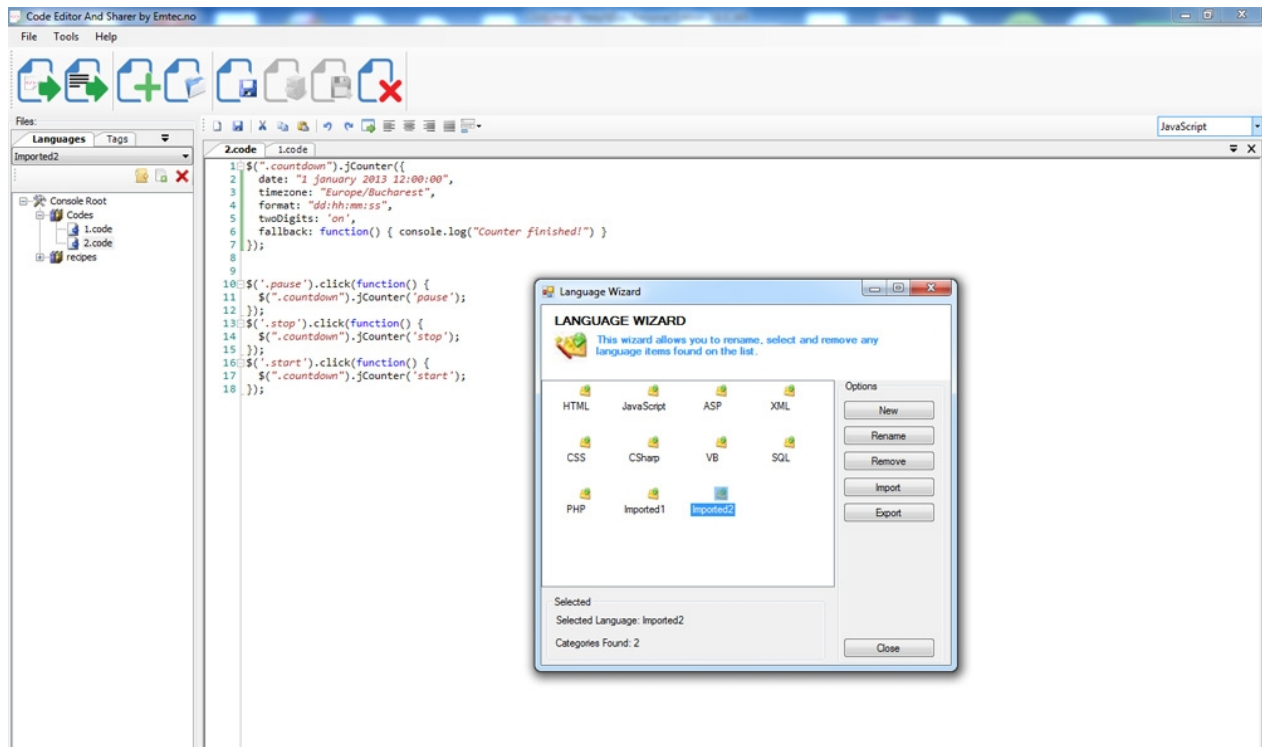 Code Editor And Sharer by Emtec.no
File Tools Help
Files:
Languages Tags
Imported2
Console Root
Codes
1.code
2.code
recipes
JavaScript
2.code 1.code
1 $(".countdown").jCounter({
2 date: "1 january 2013 12:00:00",
3 timezone: "Europe/Bucharest",
4 format: "dd:hh:mm:ss",
5 twoDigits: 'on',
6 fallback: function() { console.log("Counter finished!") }
7 });
8
9
10 $('.pause').click(function() {
11 $(".countdown").jCounter('pause');
12 });
13 $('.stop').click(function() {
14 $(".countdown").jCounter('stop');
15 });
16 $('.start').click(function() {
17 $(".countdown").jCounter('start');
18 });
Language Wizard
LANGUAGE WIZARD
This wizard allows you to rename, select and remove any
language items found on the list.
HTML JavaScript ASP XML
CSS CSharp VB SQL
PHP Imported1 Imported2
Options
New
Rename
Remove
Import
Export
Selected
Selected Language: Imported2
Categories Found: 2
Close